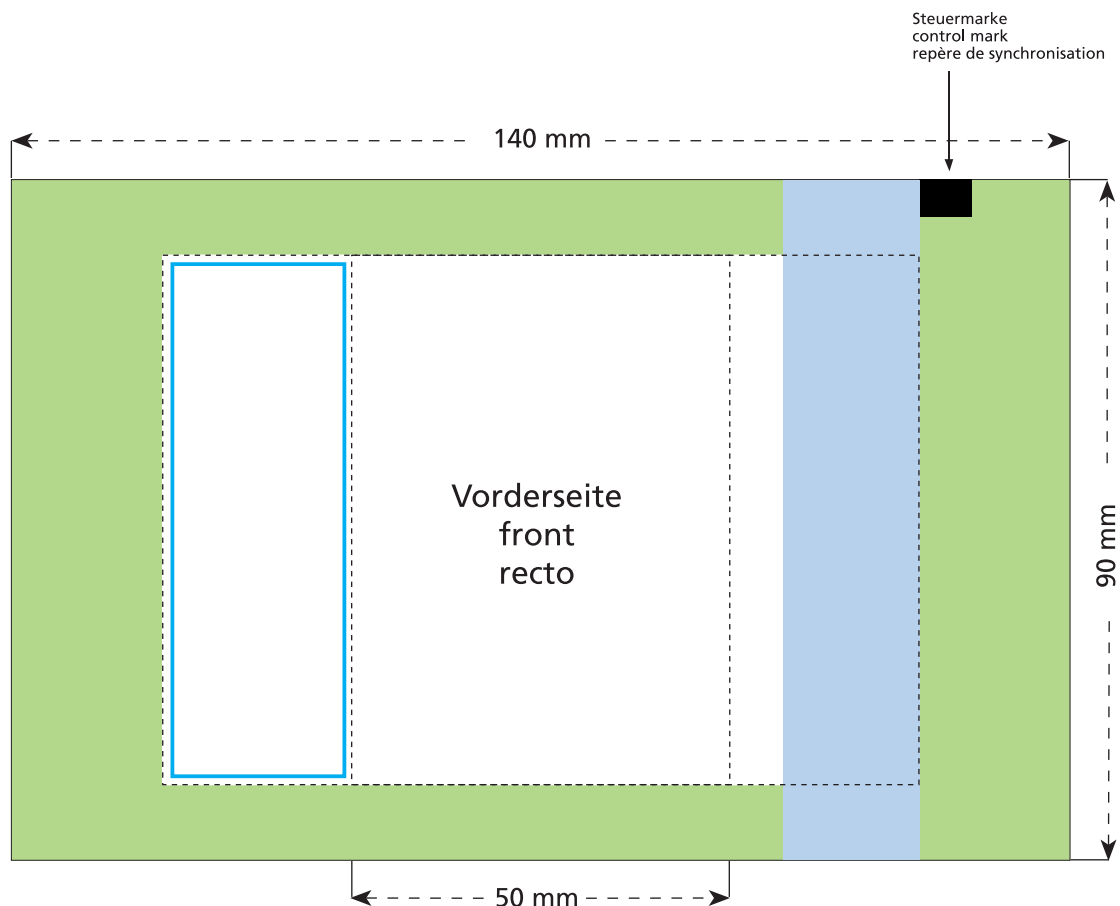 Steuermarke
control mark
repère de synchronisation
140 mm
Vorderseite
front
recto
90 mm
50 mm